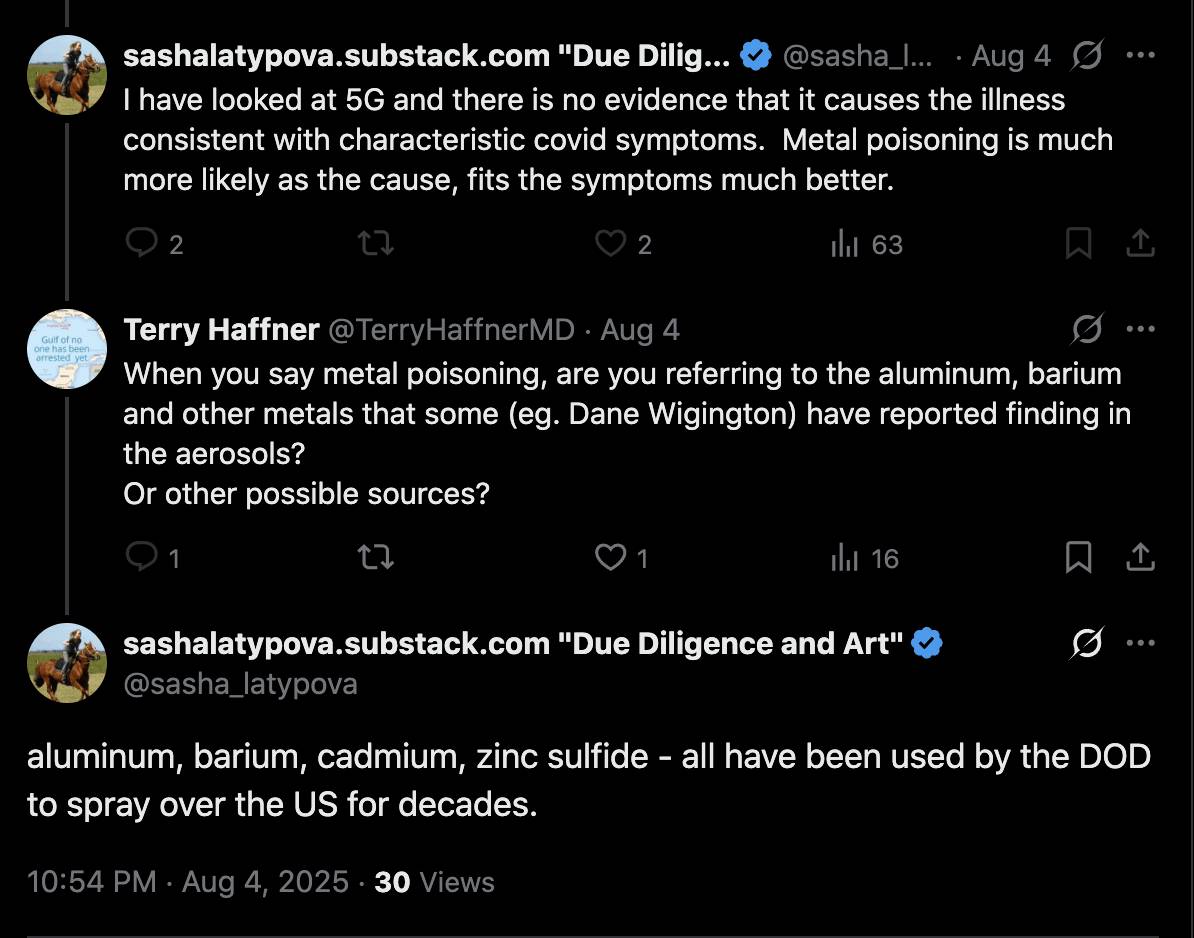 sashalatypova.substack.com "Due Dilig... @sasha_l... · Aug 4
I have looked at 5G and there is no evidence that it causes the illness
consistent with characteristic covid symptoms.  Metal poisoning is much
more likely as the cause, fits the symptoms much better.
2 2 63
Gulf of no
one has been
arrested yet
Terry Haffner @TerryHaffnerMD · Aug 4
When you say metal poisoning, are you referring to the aluminum, barium
and other metals that some (eg. Dane Wigington) have reported finding in
the aerosols?
Or other possible sources?
1 1 16
sashalatypova.substack.com "Due Diligence and Art"
@sasha_latypova
aluminum, barium, cadmium, zinc sulfide - all have been used by the DOD
to spray over the US for decades.
10:54 PM · Aug 4, 2025 · 30 Views